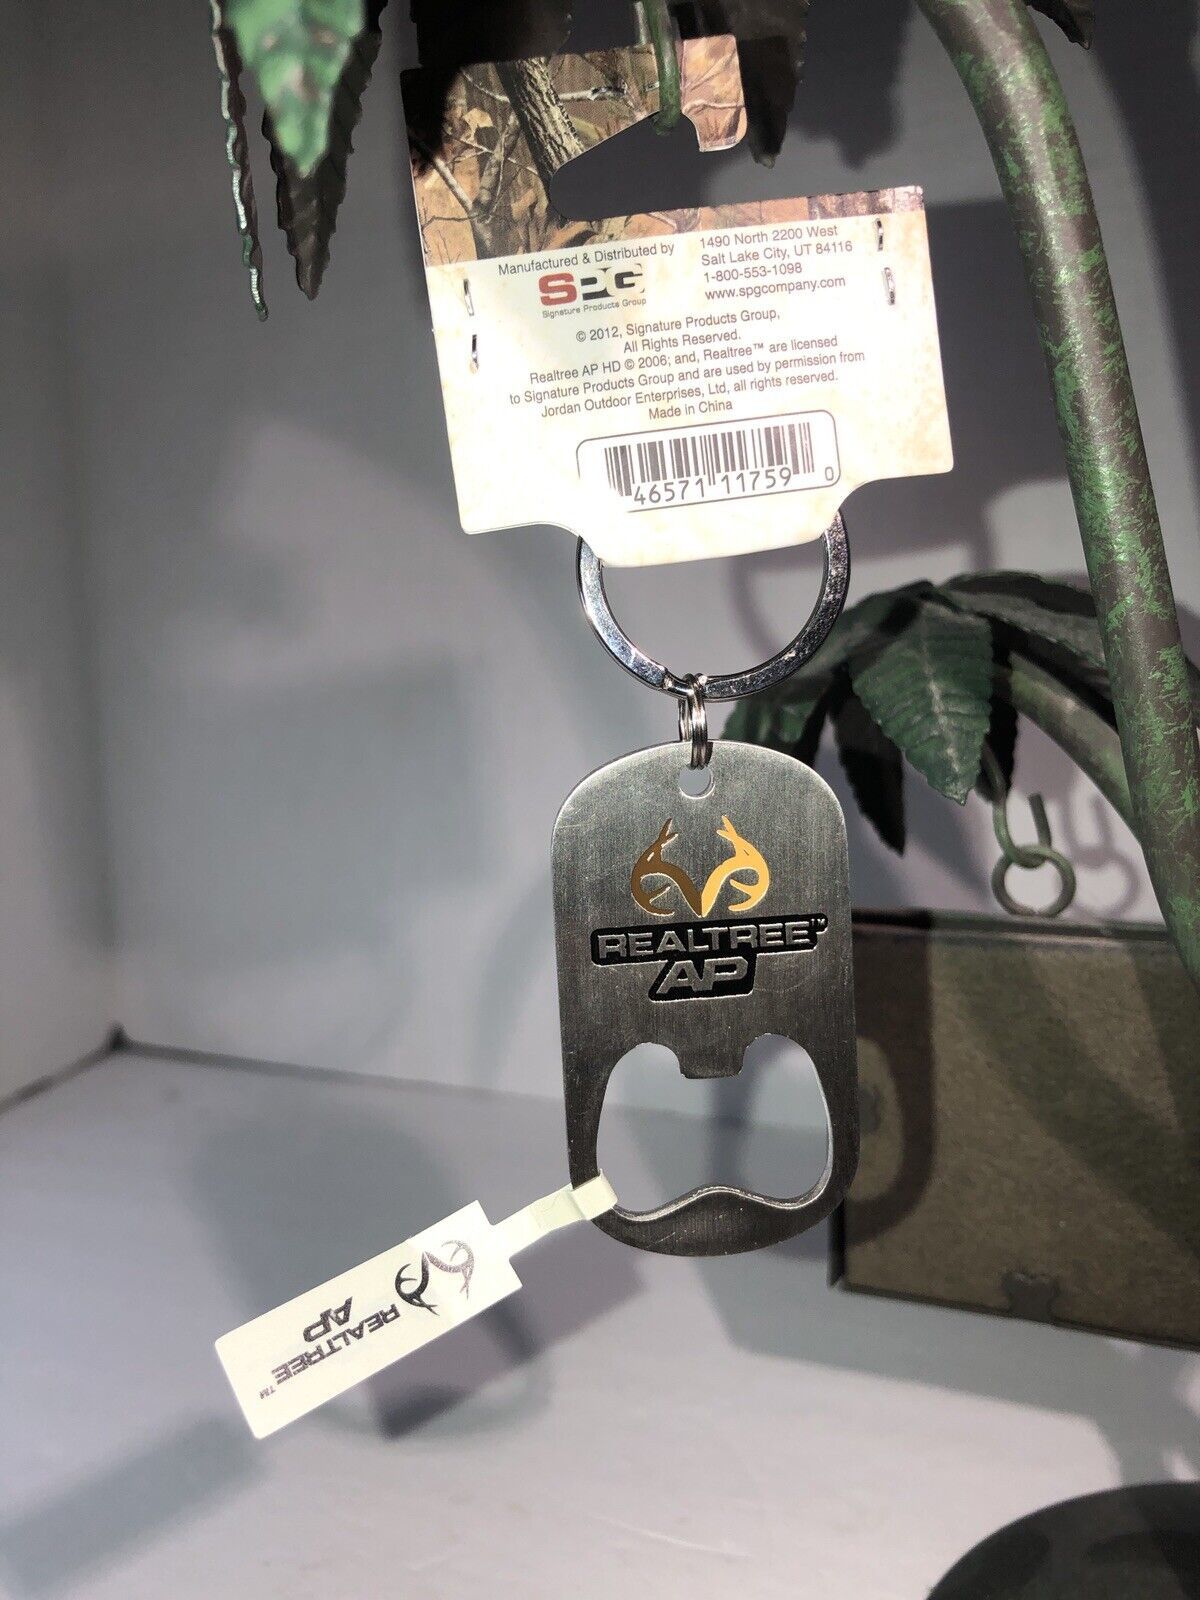 Manufactured & Distributed by
SPG
Signature Products Group
1490 North 2200 West
Salt Lake City, UT 84116
1-800-553-1098
www.spgcompany.com
© 2012, Signature Products Group,
All Rights Reserved.
Realtree AP HD © 2006; and, Realtree™ are licensed
to Signature Products Group and are used by permission from
Jordan Outdoor Enterprises, Ltd, all rights reserved.
Made in China
46571 11759 0
REALTREE™
AP
REALTREE™
AP